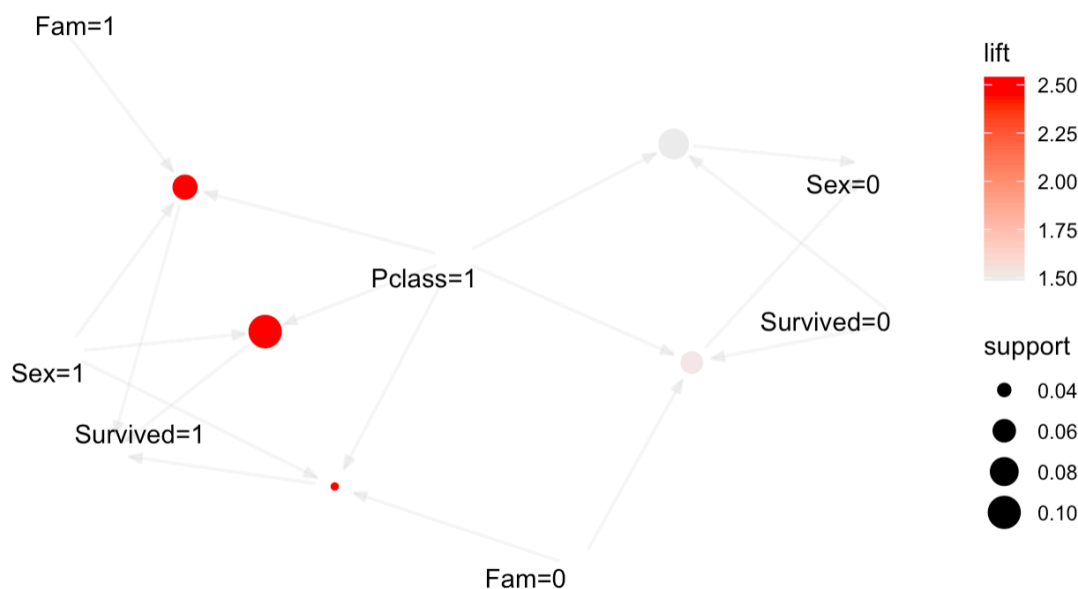 Fam=1
Sex=0
Pclass=1
Survived=0
Sex=1
Survived=1
Fam=0
lift
2.50
2.25
2.00
1.75
1.50
support
0.04
0.06
0.08
0.10